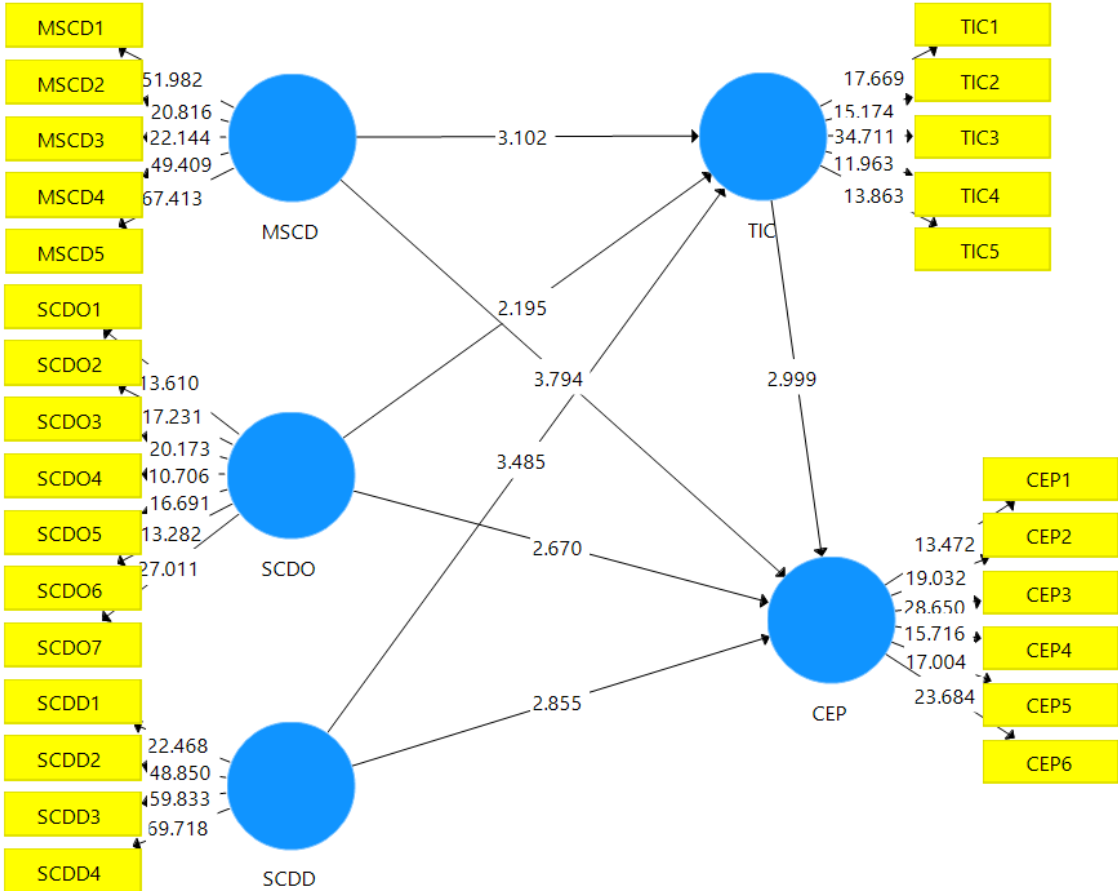 MSCD1
MSCD2
MSCD3
MSCD4
MSCD5
51.982
20.816
22.144
49.409
67.413
MSCD
SCDO1
SCDO2
SCDO3
SCDO4
SCDO5
SCDO6
SCDO7
13.610
17.231
20.173
10.706
16.691
13.282
27.011
SCDO
SCDD1
SCDD2
SCDD3
SCDD4
22.468
48.850
59.833
69.718
SCDD
3.102
2.195
3.794
3.485
2.670
2.855
2.999
TIC
17.669
15.174
34.711
11.963
13.863
TIC1
TIC2
TIC3
TIC4
TIC5
CEP
13.472
19.032
28.650
15.716
17.004
23.684
CEP1
CEP2
CEP3
CEP4
CEP5
CEP6